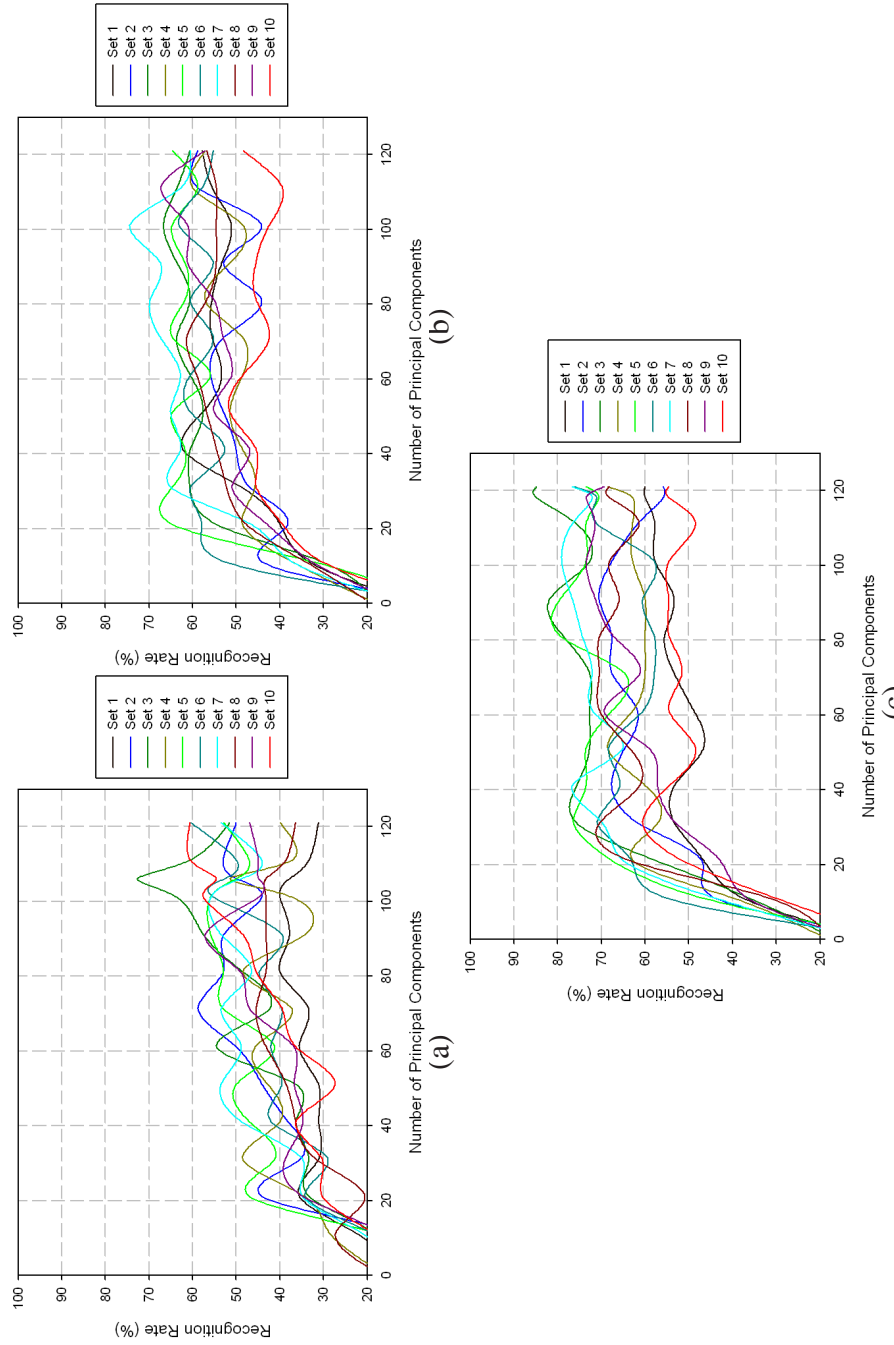 100
90
80
70
60
50
40
30
20
Recognition Rate (%)
0
20
40
60
80
100
120
Number of Principal Components
Set 1
Set 2
Set 3
Set 4
Set 5
Set 6
Set 7
Set 8
Set 9
Set 10
(a)
100
90
80
70
60
50
40
30
20
Recognition Rate (%)
0
20
40
60
80
100
120
Number of Principal Components
Set 1
Set 2
Set 3
Set 4
Set 5
Set 6
Set 7
Set 8
Set 9
Set 10
(b)
100
90
80
70
60
50
40
30
20
Recognition Rate (%)
0
20
40
60
80
100
120
Number of Principal Components
Set 1
Set 2
Set 3
Set 4
Set 5
Set 6
Set 7
Set 8
Set 9
Set 10
(c)